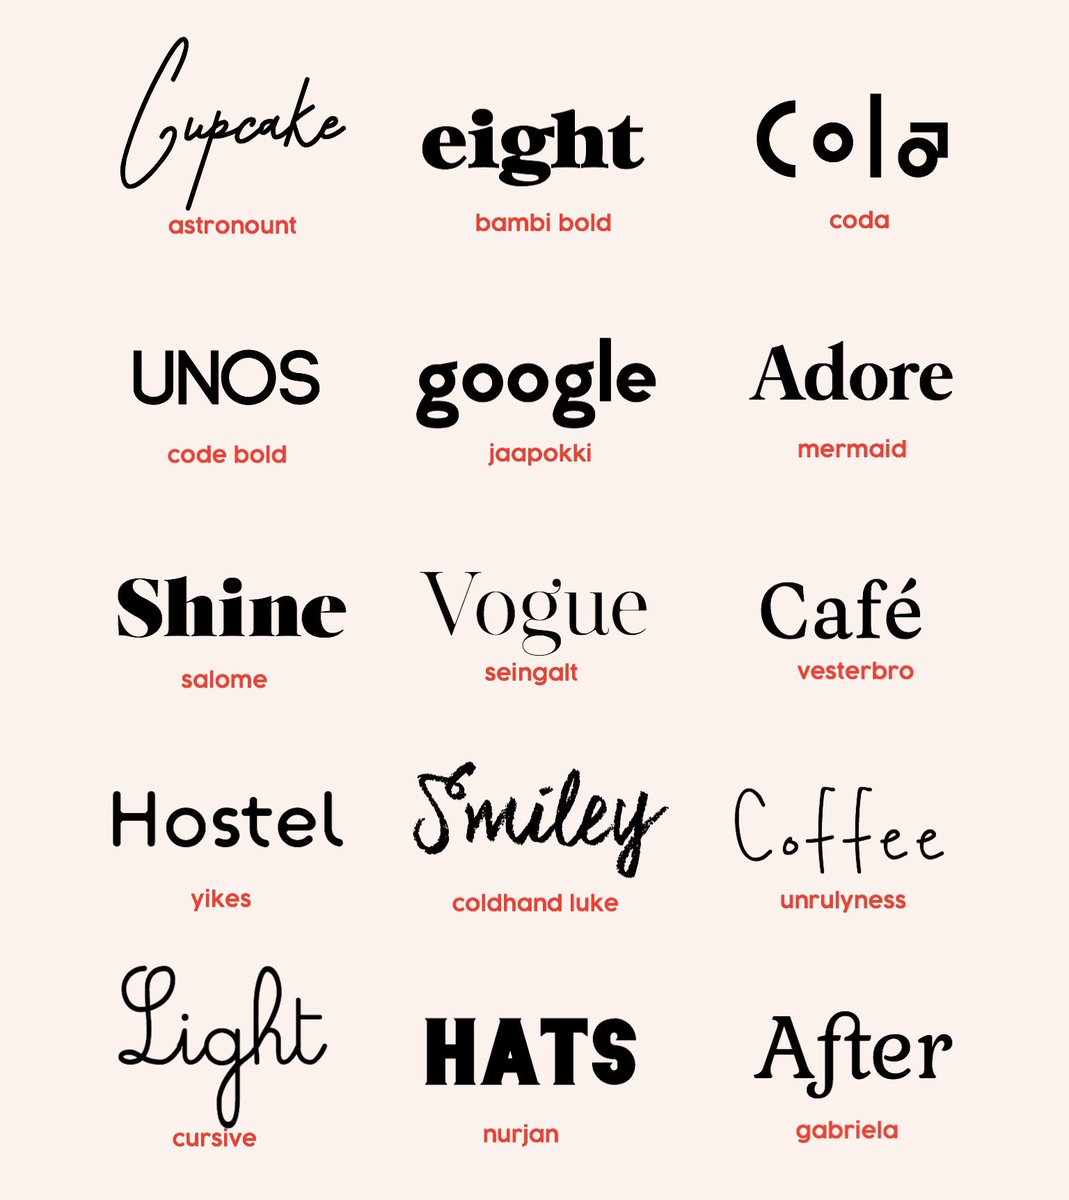 Cupcake
astronount
eight
bambi bold
Cola
coda
UNOS
code bold
google
jaapokki
Adore
mermaid
Shine
salome
Vogue
seingalt
Café
vesterbro
Hostel
yikes
Smiley
coldhand luke
Coffee
unrulyness
Light
cursive
HATS
nurjan
After
gabriela